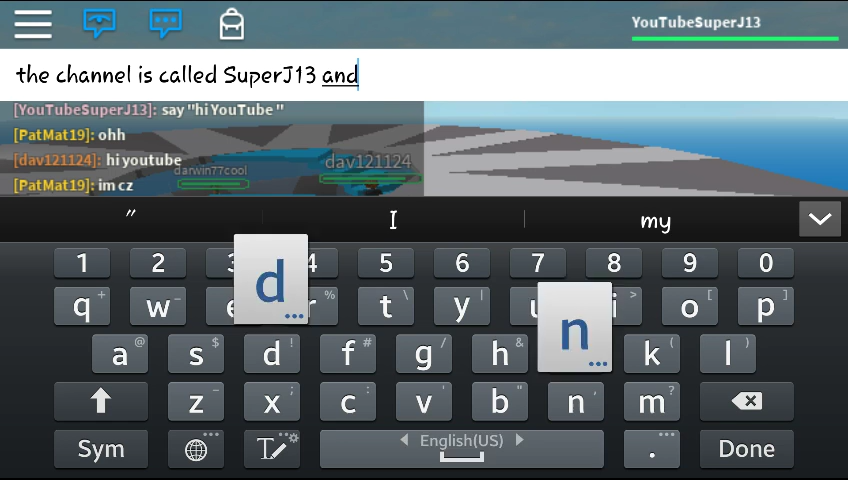 YouTubeSuperJ13
the channel is called SuperJ13 and
[YouTubeSuperJ13]: say "hi YouTube "
[PatMat19]: ohh
[dav121124]: hi youtube
[PatMat19]: im cz
darwin77cool
dav121124
" I my
1 2 3 4 5 6 7 8 9 0
q + w - e r % t \ y | u i > o [ p ]
d ...
n ...
a @ s $ d ! f # g / h & k ( l )
z - x ; c : v ' b " n , m ?
Sym T English(US) . Done